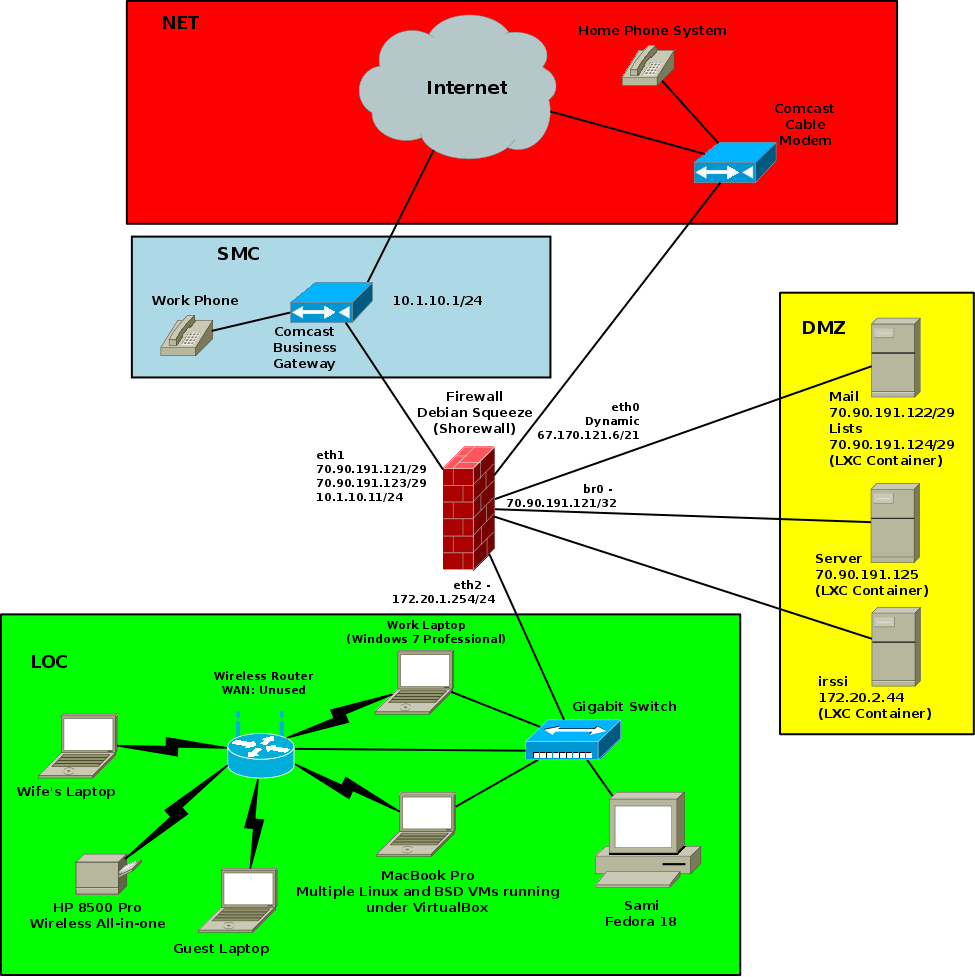 NET
Home Phone System
Internet
Comcast
Cable
Modem
SMC
Work Phone
10.1.10.1/24
Comcast
Business
Gateway
DMZ
Mail
70.90.191.122/29
Lists
70.90.191.124/29
(LXC Container)
Firewall
Debian Squeeze
(Shorewall)
eth0
Dynamic
67.170.121.6/21
eth1
70.90.191.121/29
70.90.191.123/29
10.1.10.11/24
br0 -
70.90.191.121/32
Server
70.90.191.125
(LXC Container)
eth2 -
172.20.1.254/24
irssi
172.20.2.44
(LXC Container)
LOC
Work Laptop
(Windows 7 Professional)
Wireless Router
WAN: Unused
Gigabit Switch
Wife's Laptop
MacBook Pro
Multiple Linux and BSD VMs running
under VirtualBox
HP 8500 Pro
Wireless All-in-one
Guest Laptop
Sami
Fedora 18